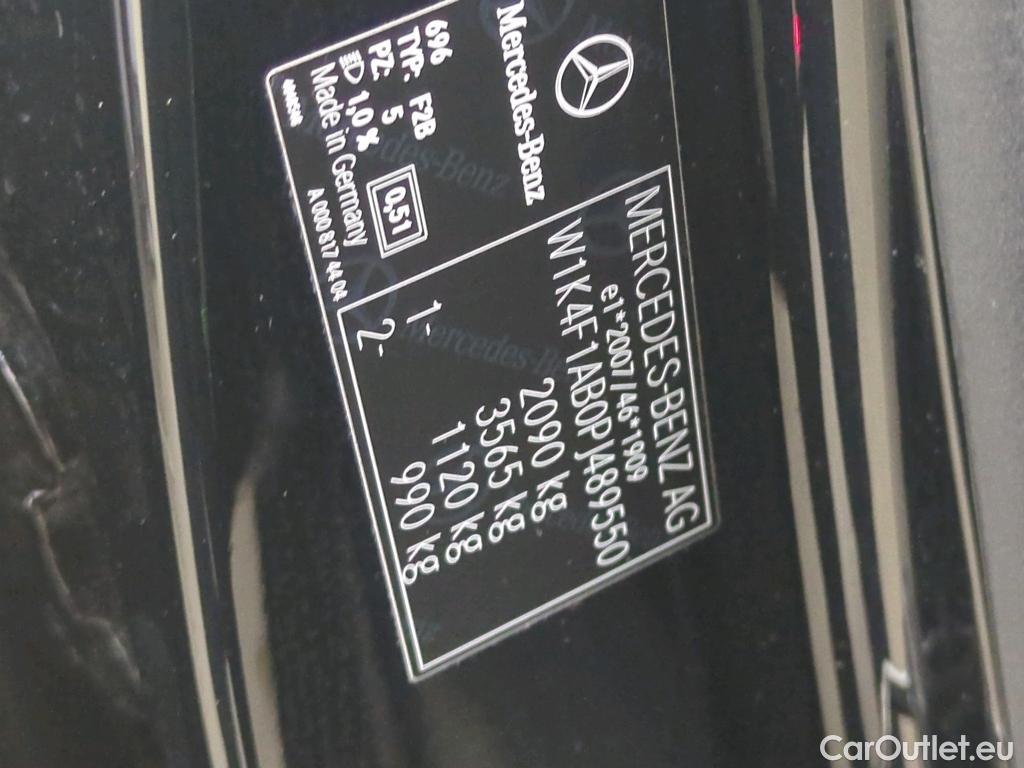 MERCEDES-BENZ AG
e1*2007/46*1909
W1K4F1AB0PJ489550
2090 kg
3565 kg
1- 1120 kg
2- 990 kg
Mercedes-Benz
696
TYP: F2B
PZ: 5
1,0 %
0,51
Made in Germany
A 000 817 44 04
CarOutlet.eu